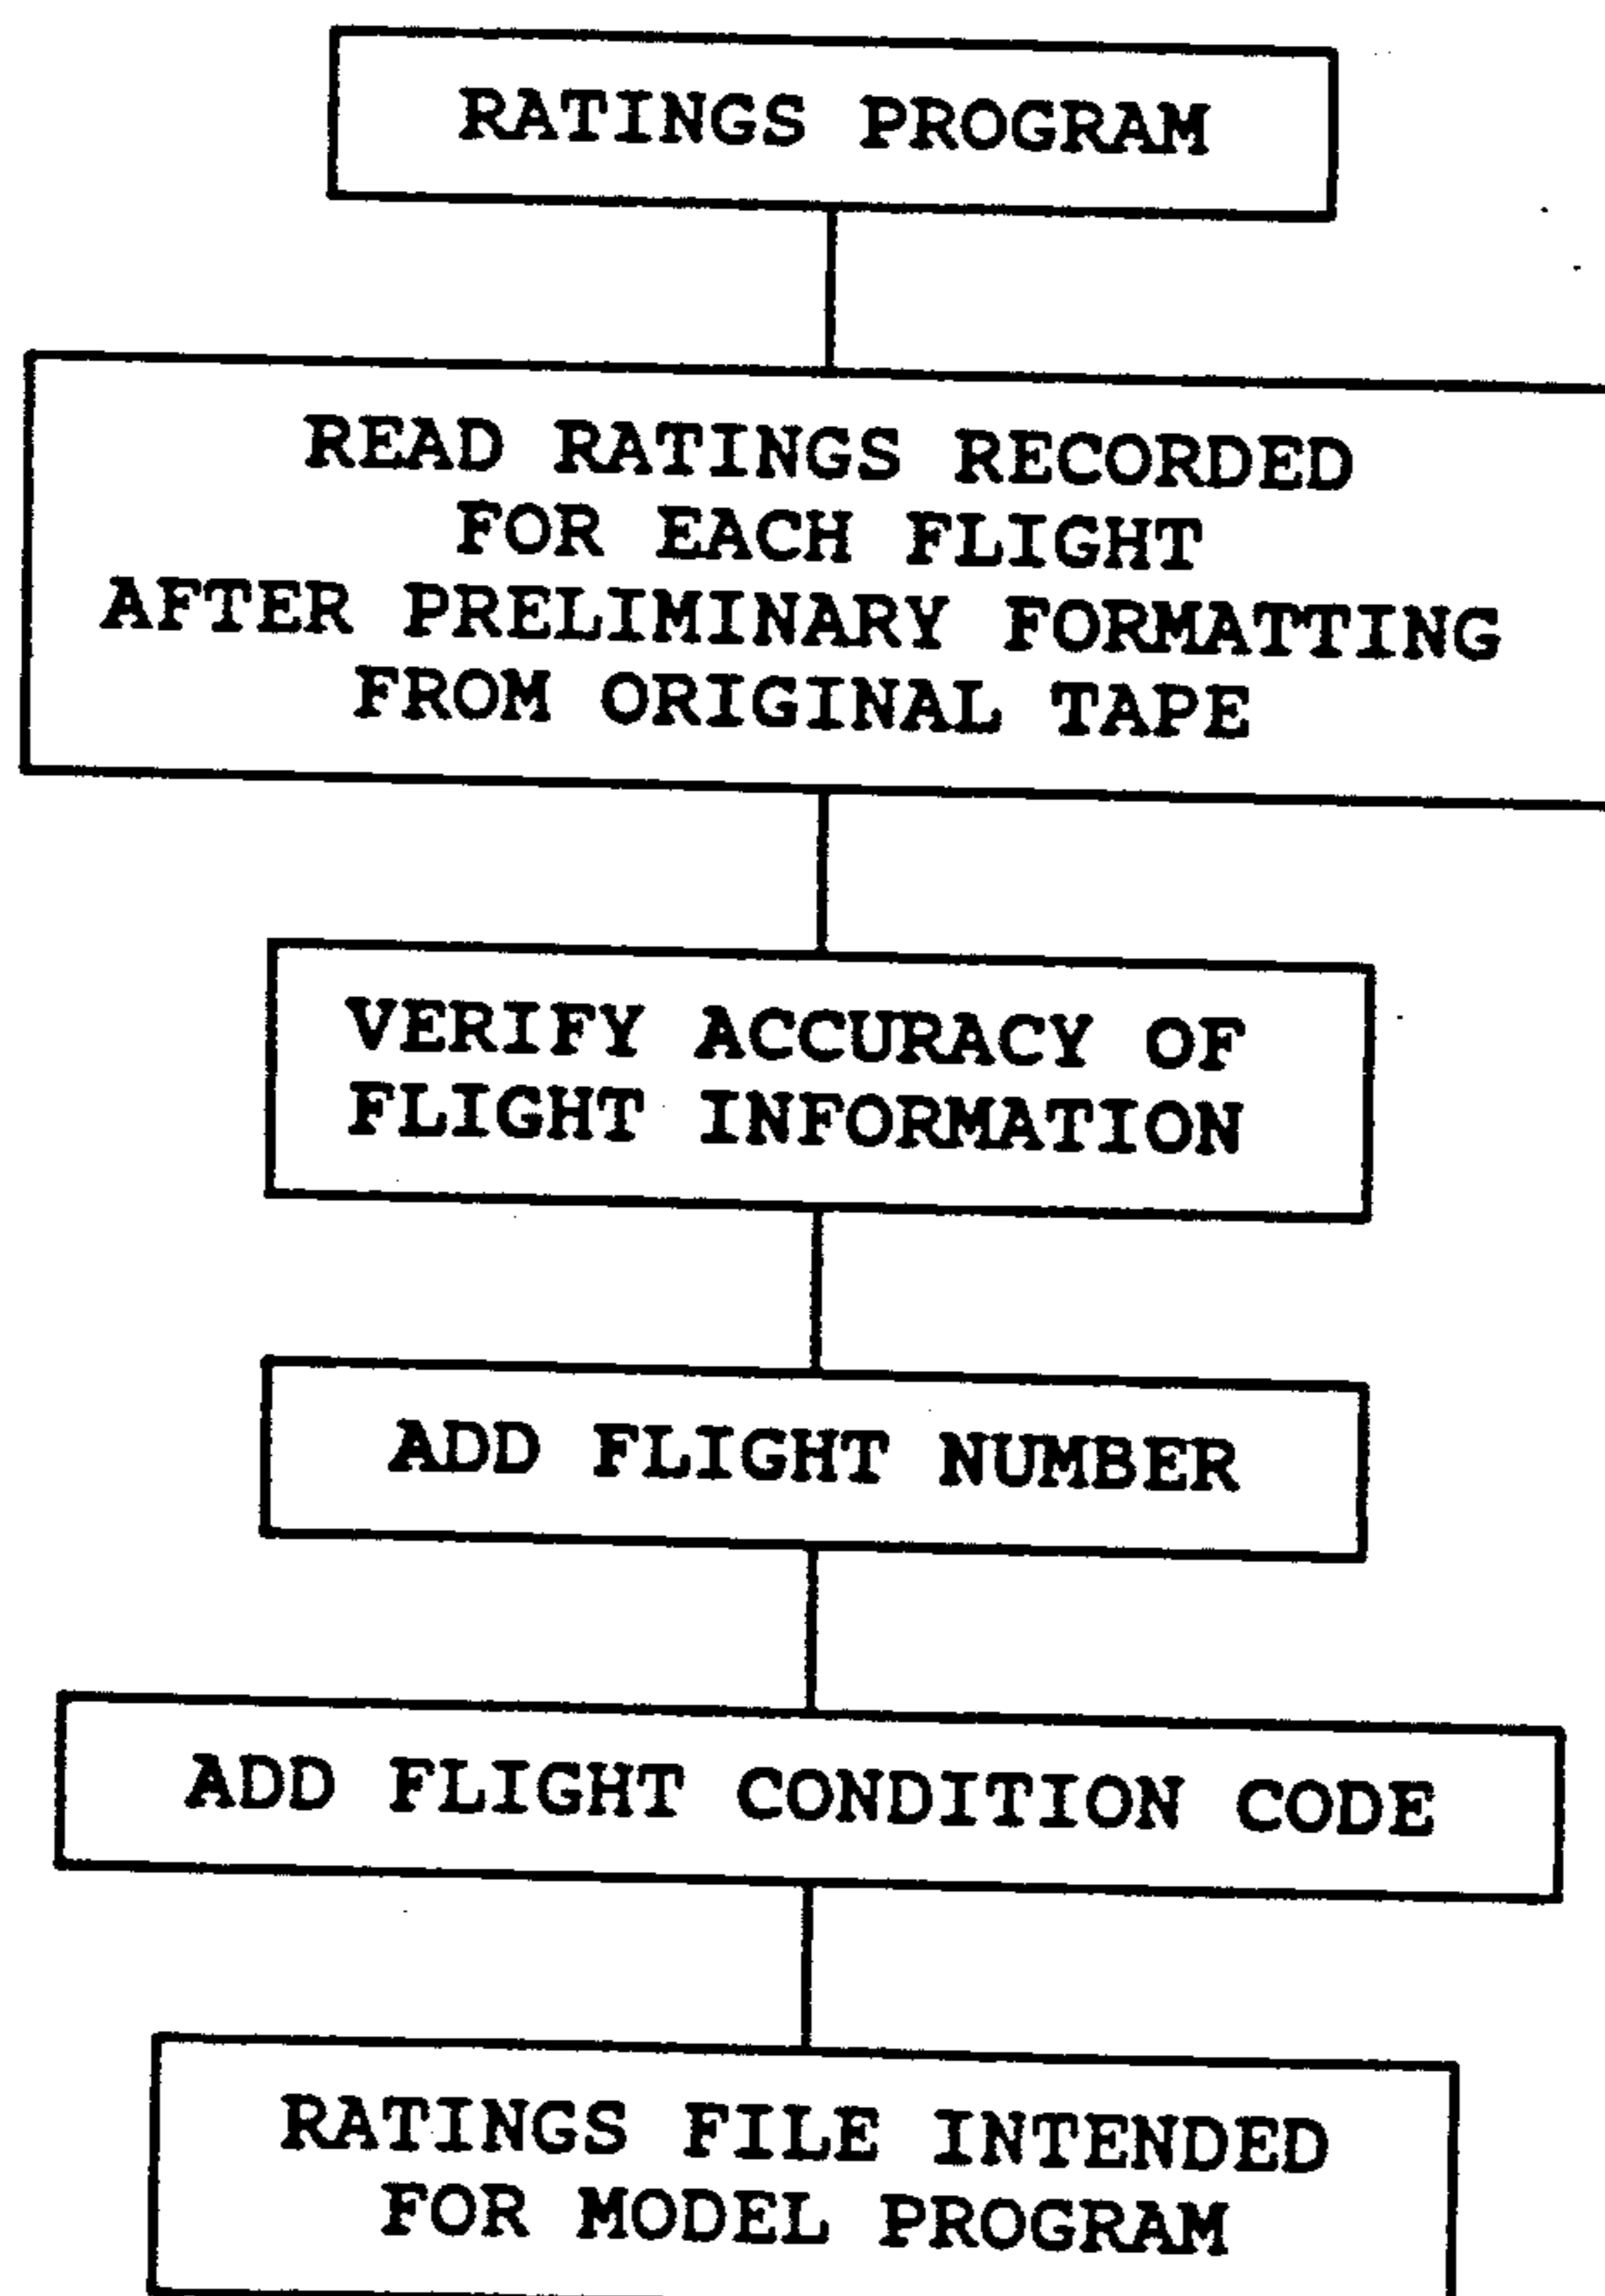 RATINGS PROGRAM
READ RATINGS RECORDED
FOR EACH FLIGHT
AFTER PRELIMINARY FORMATTING
FROM ORIGINAL TAPE
VERIFY ACCURACY OF
FLIGHT INFORMATION
ADD FLIGHT NUMBER
ADD FLIGHT CONDITION CODE
RATINGS FILE INTENDED
FOR MODEL PROGRAM